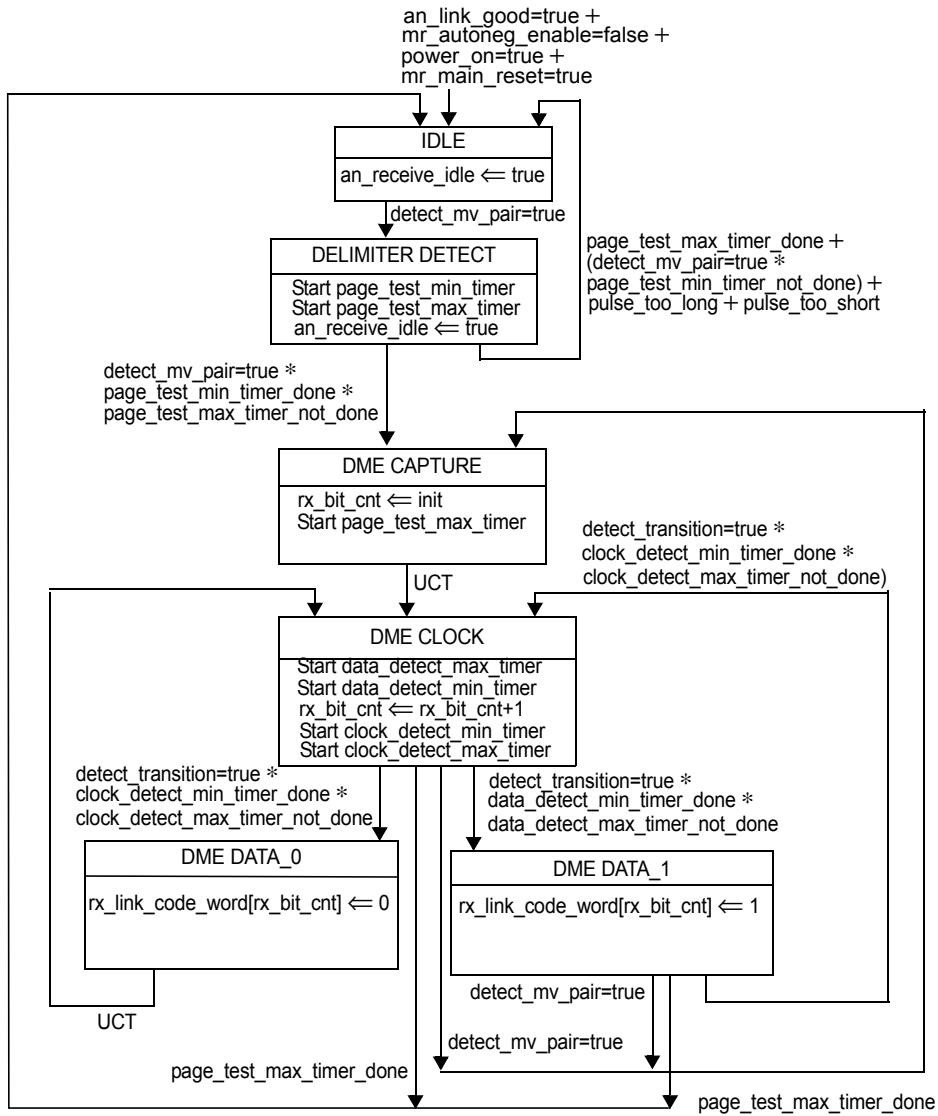 an_link_good=true +
mr_autoneg_enable=false +
power_on=true +
mr_main_reset=true
IDLE
an_receive_idle ⇐ true
detect_mv_pair=true
DELIMITER DETECT
Start page_test_min_timer
Start page_test_max_timer
an_receive_idle ⇐ true
page_test_max_timer_done +
(detect_mv_pair=true *
page_test_min_timer_not_done) +
pulse_too_long + pulse_too_short
detect_mv_pair=true *
page_test_min_timer_done *
page_test_max_timer_not_done
DME CAPTURE
rx_bit_cnt ⇐ init
Start page_test_max_timer
UCT
detect_transition=true *
clock_detect_min_timer_done *
clock_detect_max_timer_not_done)
DME CLOCK
Start data_detect_max_timer
Start data_detect_min_timer
rx_bit_cnt ⇐ rx_bit_cnt+1
Start clock_detect_min_timer
Start clock_detect_max_timer
detect_transition=true *
clock_detect_min_timer_done *
clock_detect_max_timer_not_done
detect_transition=true *
data_detect_min_timer_done *
data_detect_max_timer_not_done
DME DATA_0
rx_link_code_word[rx_bit_cnt] ⇐ 0
DME DATA_1
rx_link_code_word[rx_bit_cnt] ⇐ 1
UCT
detect_mv_pair=true
detect_mv_pair=true
page_test_max_timer_done
page_test_max_timer_done